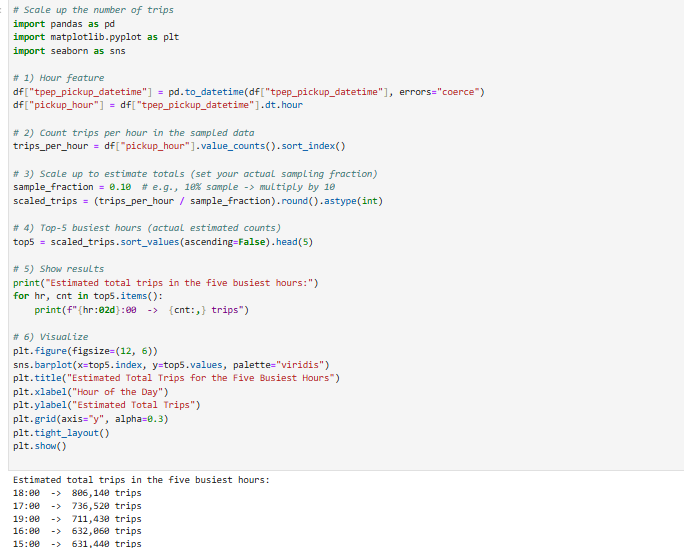 # Scale up the number of trips
import pandas as pd
import matplotlib.pyplot as plt
import seaborn as sns
# 1) Hour feature
df["tpep_pickup_datetime"] = pd.to_datetime(df["tpep_pickup_datetime"], errors="coerce")
df["pickup_hour"] = df["tpep_pickup_datetime"].dt.hour
# 2) Count trips per hour in the sampled data
trips_per_hour = df["pickup_hour"].value_counts().sort_index()
# 3) Scale up to estimate totals (set your actual sampling fraction)
sample_fraction = 0.10  # e.g., 10% sample -> multiply by 10
scaled_trips = (trips_per_hour / sample_fraction).round().astype(int)
# 4) Top-5 busiest hours (actual estimated counts)
top5 = scaled_trips.sort_values(ascending=False).head(5)
# 5) Show results
print("Estimated total trips in the five busiest hours:")
for hr, cnt in top5.items():
    print(f"{hr:02d}:00  ->  {cnt:,} trips")
# 6) Visualize
plt.figure(figsize=(12, 6))
sns.barplot(x=top5.index, y=top5.values, palette="viridis")
plt.title("Estimated Total Trips for the Five Busiest Hours")
plt.xlabel("Hour of the Day")
plt.ylabel("Estimated Total Trips")
plt.grid(axis="y", alpha=0.3)
plt.tight_layout()
plt.show()
Estimated total trips in the five busiest hours:
18:00  ->  806,140 trips
17:00  ->  736,520 trips
19:00  ->  711,430 trips
16:00  ->  632,060 trips
15:00  ->  631,440 trips